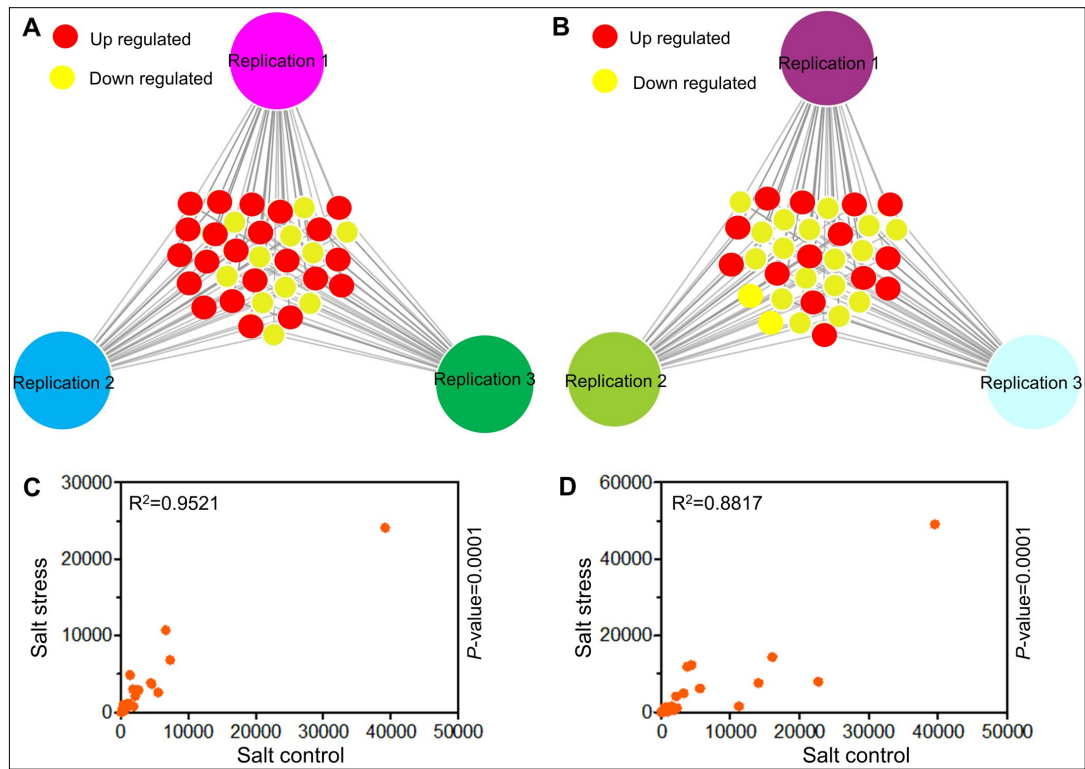 A
Up regulated
Down regulated
Replication 1
Replication 2
Replication 3
B
Up regulated
Down regulated
Replication 1
Replication 2
Replication 3
C
R²=0.9521
30000
20000
10000
0
Salt stress
P-value=0.0001
0 10000 20000 30000 40000 50000
Salt control
D
R²=0.8817
60000
40000
20000
0
Salt stress
P-value=0.0001
0 10000 20000 30000 40000 50000
Salt control